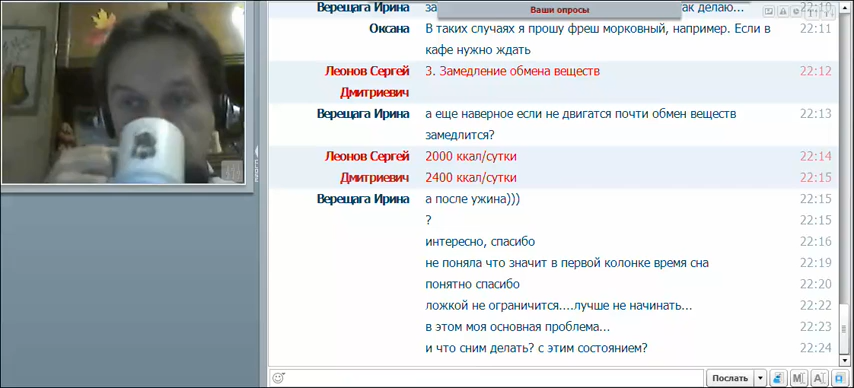 Ваши опросы
Верещага Ирина за ак делаю... 22:10
Оксана В таких случаях я прошу фреш морковный, например. Если в 22:11
кафе нужно ждать
Леонов Сергей 3. Замедление обмена веществ 22:12
Дмитриевич
Верещага Ирина а еще наверное если не двигатся почти обмен веществ 22:13
замедлится?
Леонов Сергей 2000 ккал/сутки 22:14
Дмитриевич 2400 ккал/сутки 22:15
Верещага Ирина а после ужина))) 22:15
? 22:15
интересно, спасибо 22:16
не поняла что значит в первой колонке время сна 22:19
понятно спасибо 22:20
ложкой не ограничится....лучше не начинать... 22:22
в этом моя основная проблема... 22:23
и что сним делать? с этим состоянием? 22:24
Послать